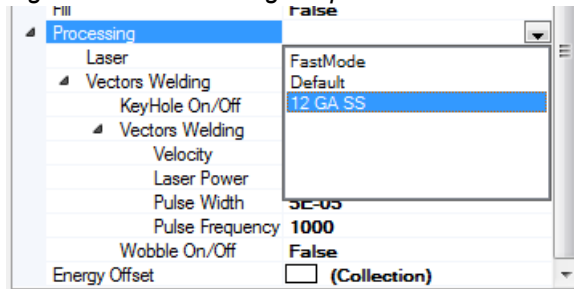 Fill False
Processing
Laser
Vectors Welding
KeyHole On/Off
Vectors Welding
Velocity
Laser Power
Pulse Width 5E-05
Pulse Frequency 1000
Wobble On/Off False
Energy Offset (Collection)
FastMode
Default
12 GA SS